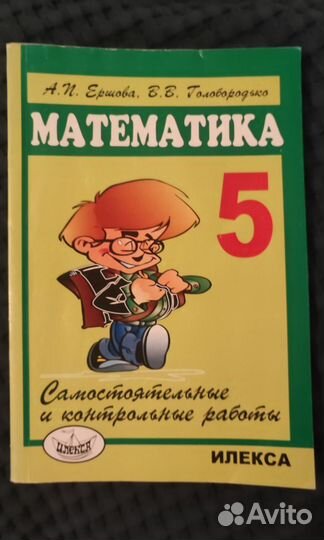 А.П. Ершова, В.В. Голобородько
МАТЕМАТИКА
5
Самостоятельные
и контрольные работы
ИЛЕКСА
ИЛЕКСА
Avito